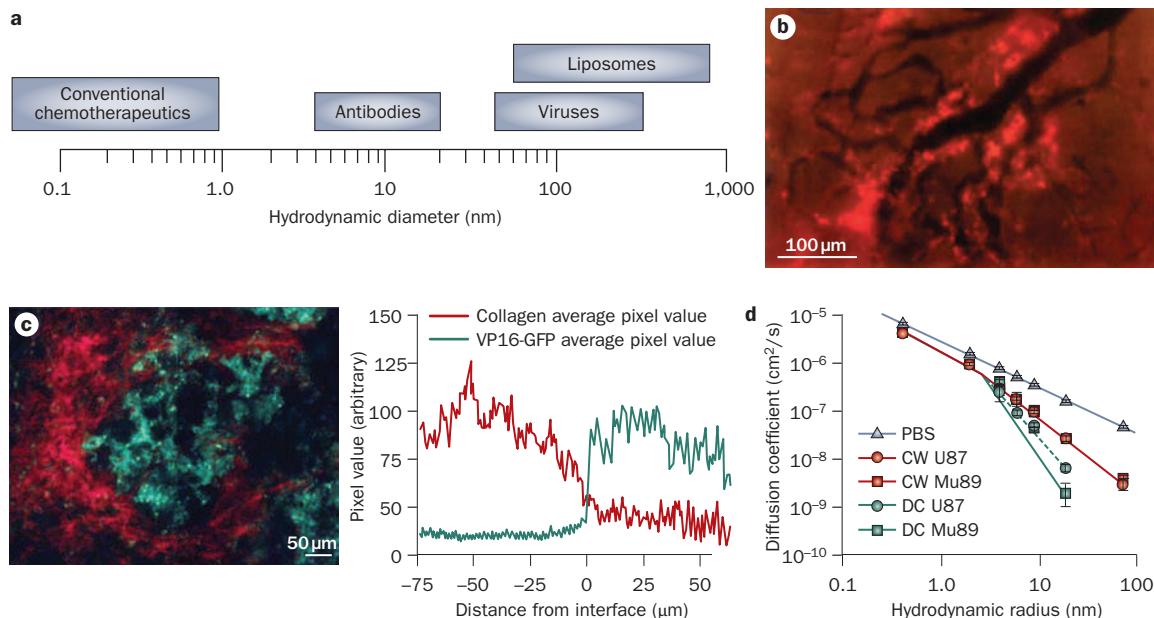 a
Conventional
chemotherapeutics
Antibodies
Liposomes
Viruses
0.1 1.0 10 100 1,000
Hydrodynamic diameter (nm)
b
100 µm
c
50 µm
Pixel value (arbitrary)
150
125
100
75
50
0
Collagen average pixel value
VP16-GFP average pixel value
–75 –50 –25 0 25 50
Distance from interface (µm)
d
Diffusion coefficient (cm²/s)
10⁻⁵
10⁻⁶
10⁻⁷
10⁻⁸
10⁻⁹
10⁻¹⁰
PBS
CW U87
CW Mu89
DC U87
DC Mu89
0.1 1.0 10 100
Hydrodynamic radius (nm)